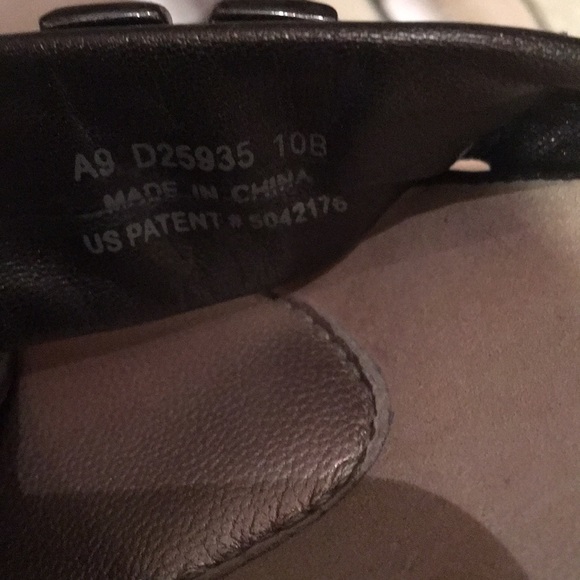 A9 D25935 10B
MADE IN CHINA
US PATENT # 5042176